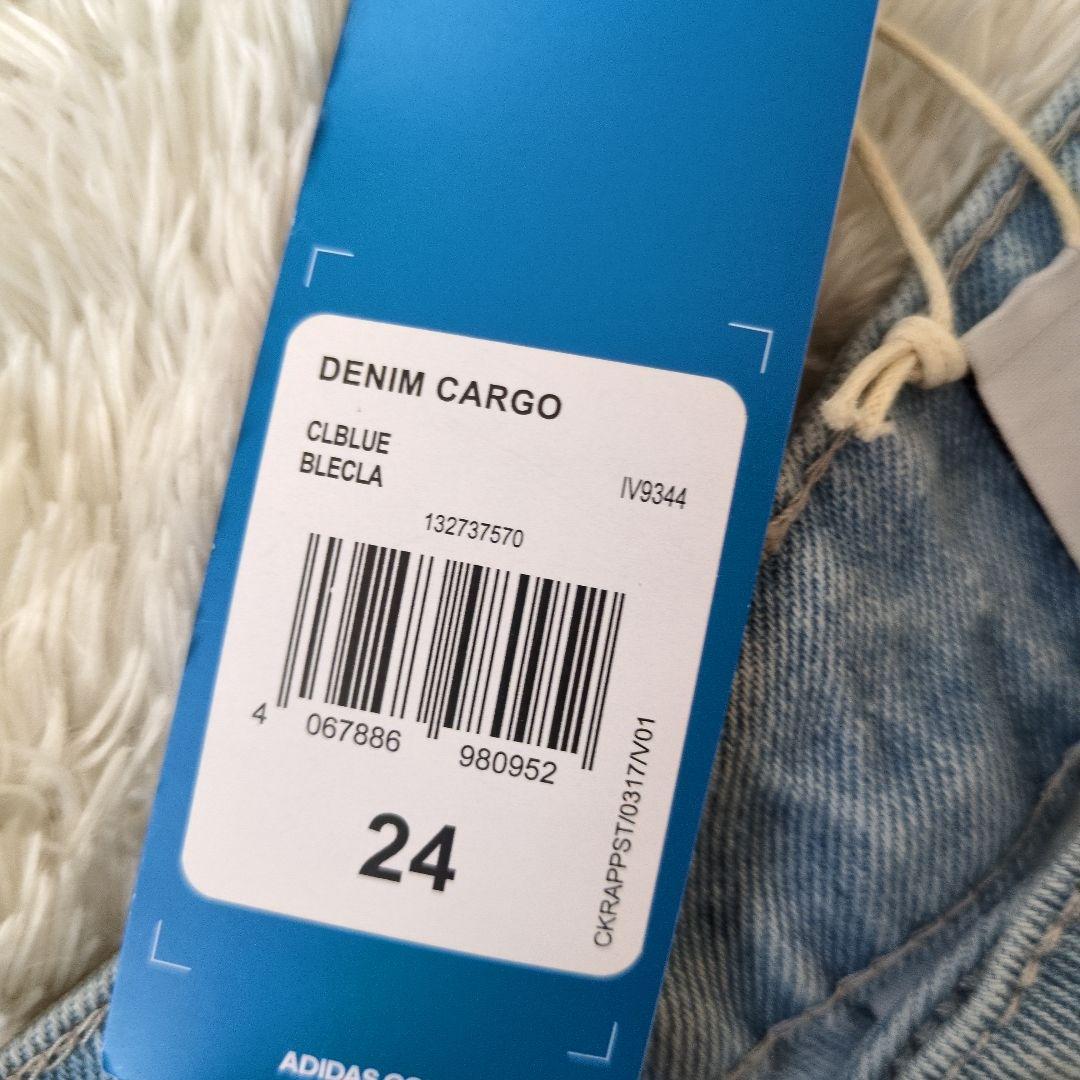 DENIM CARGO
CLBLUE
BLECLA
IV9344
132737570
4 067886 980952
24
CKRAPPST/0317/V01